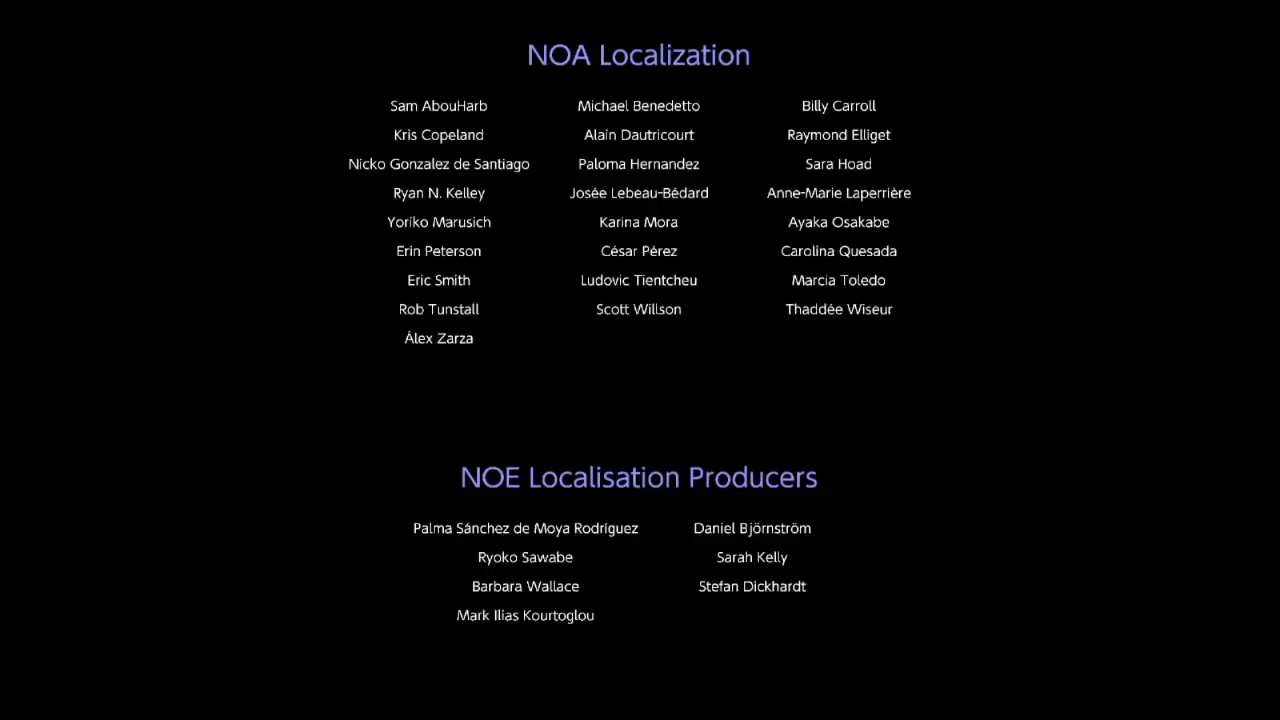 NOA Localization
Sam AbouHarb Michael Benedetto Billy Carroll
Kris Copeland Alain Dautricourt Raymond Elliget
Nicko Gonzalez de Santiago Paloma Hernandez Sara Hoad
Ryan N. Kelley Josée Lebeau-Bédard Anne-Marie Laperrière
Yoriko Marusich Karina Mora Ayaka Osakabe
Erin Peterson César Pérez Carolina Quesada
Eric Smith Ludovic Tientcheu Marcia Toledo
Rob Tunstall Scott Willson Thaddée Wiseur
Álex Zarza
NOE Localisation Producers
Palma Sánchez de Moya Rodríguez Daniel Björnström
Ryoko Sawabe Sarah Kelly
Barbara Wallace Stefan Dickhardt
Mark Ilias Kourtoglou